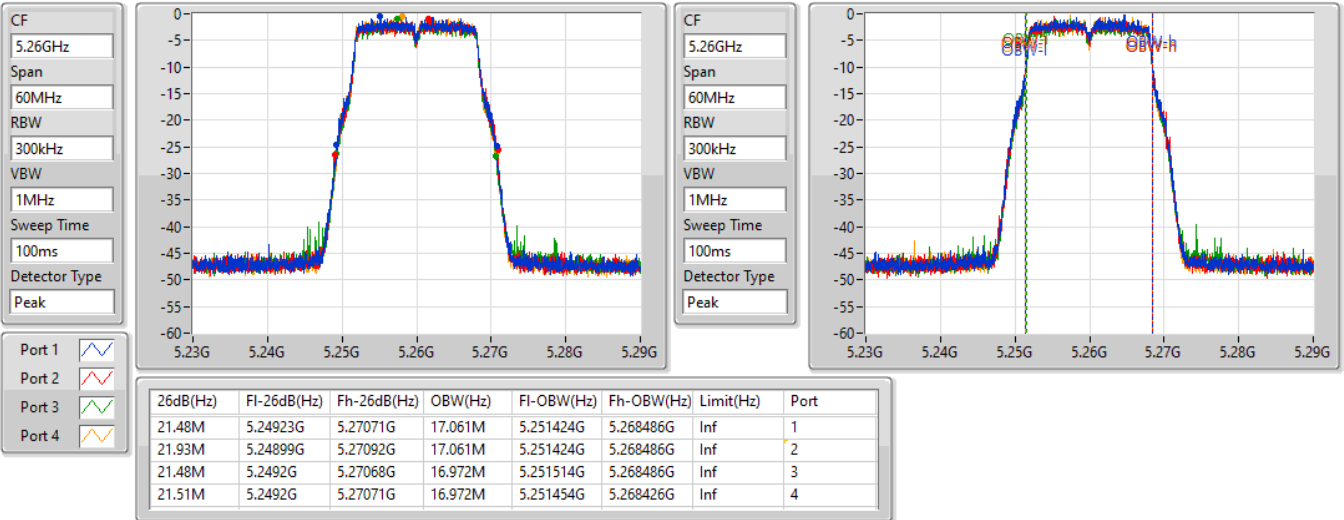 CF
5.26GHz
Span
60MHz
RBW
300kHz
VBW
1MHz
Sweep Time
100ms
Detector Type
Peak
0
-5
-10
-15
-20
-25
-30
-35
-40
-45
-50
-55
-60
5.23G 5.24G 5.25G 5.26G 5.27G 5.28G 5.29G
CF
5.26GHz
Span
60MHz
RBW
300kHz
VBW
1MHz
Sweep Time
100ms
Detector Type
Peak
0
-5
-10
-15
-20
-25
-30
-35
-40
-45
-50
-55
-60
OBW-l OBW-h
5.23G 5.24G 5.25G 5.26G 5.27G 5.28G 5.29G
Port 1
Port 2
Port 3
Port 4
26dB(Hz) Fl-26dB(Hz) Fh-26dB(Hz) OBW(Hz) Fl-OBW(Hz) Fh-OBW(Hz) Limit(Hz) Port
21.48M 5.24923G 5.27071G 17.061M 5.251424G 5.268486G Inf 1
21.93M 5.24899G 5.27092G 17.061M 5.251424G 5.268486G Inf 2
21.48M 5.2492G 5.27068G 16.972M 5.251514G 5.268486G Inf 3
21.51M 5.2492G 5.27071G 16.972M 5.251454G 5.268426G Inf 4